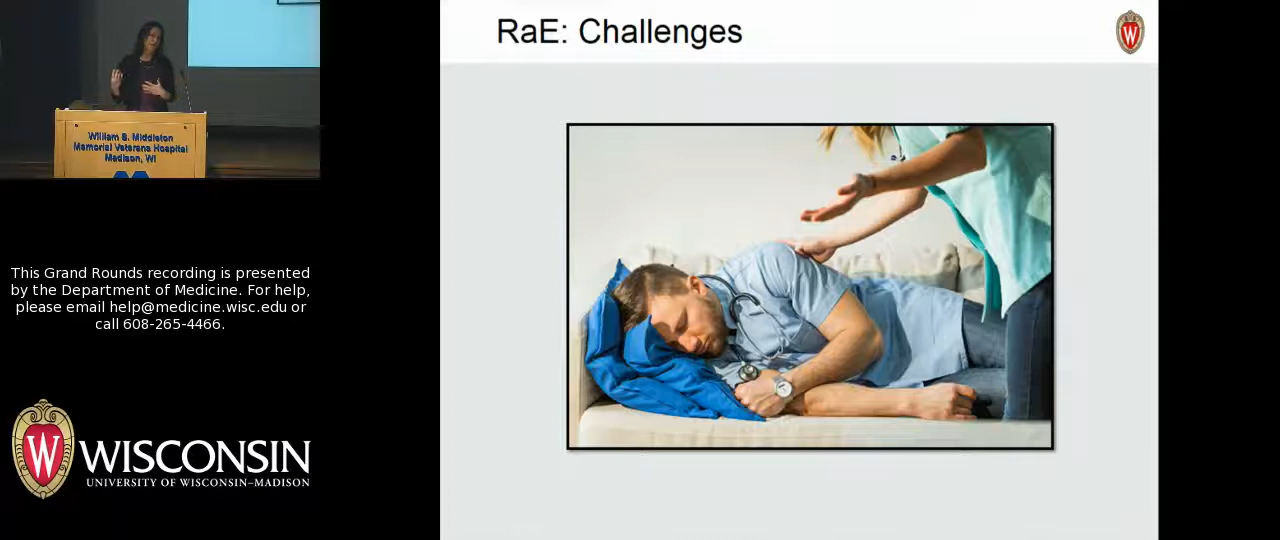 RaE: Challenges
W
William S. Middleton
Memorial Veterans Hospital
Madison, WI
This Grand Rounds recording is presented
by the Department of Medicine. For help,
please email help@medicine.wisc.edu or
call 608-265-4466.
W
WISCONSIN
UNIVERSITY OF WISCONSIN–MADISON